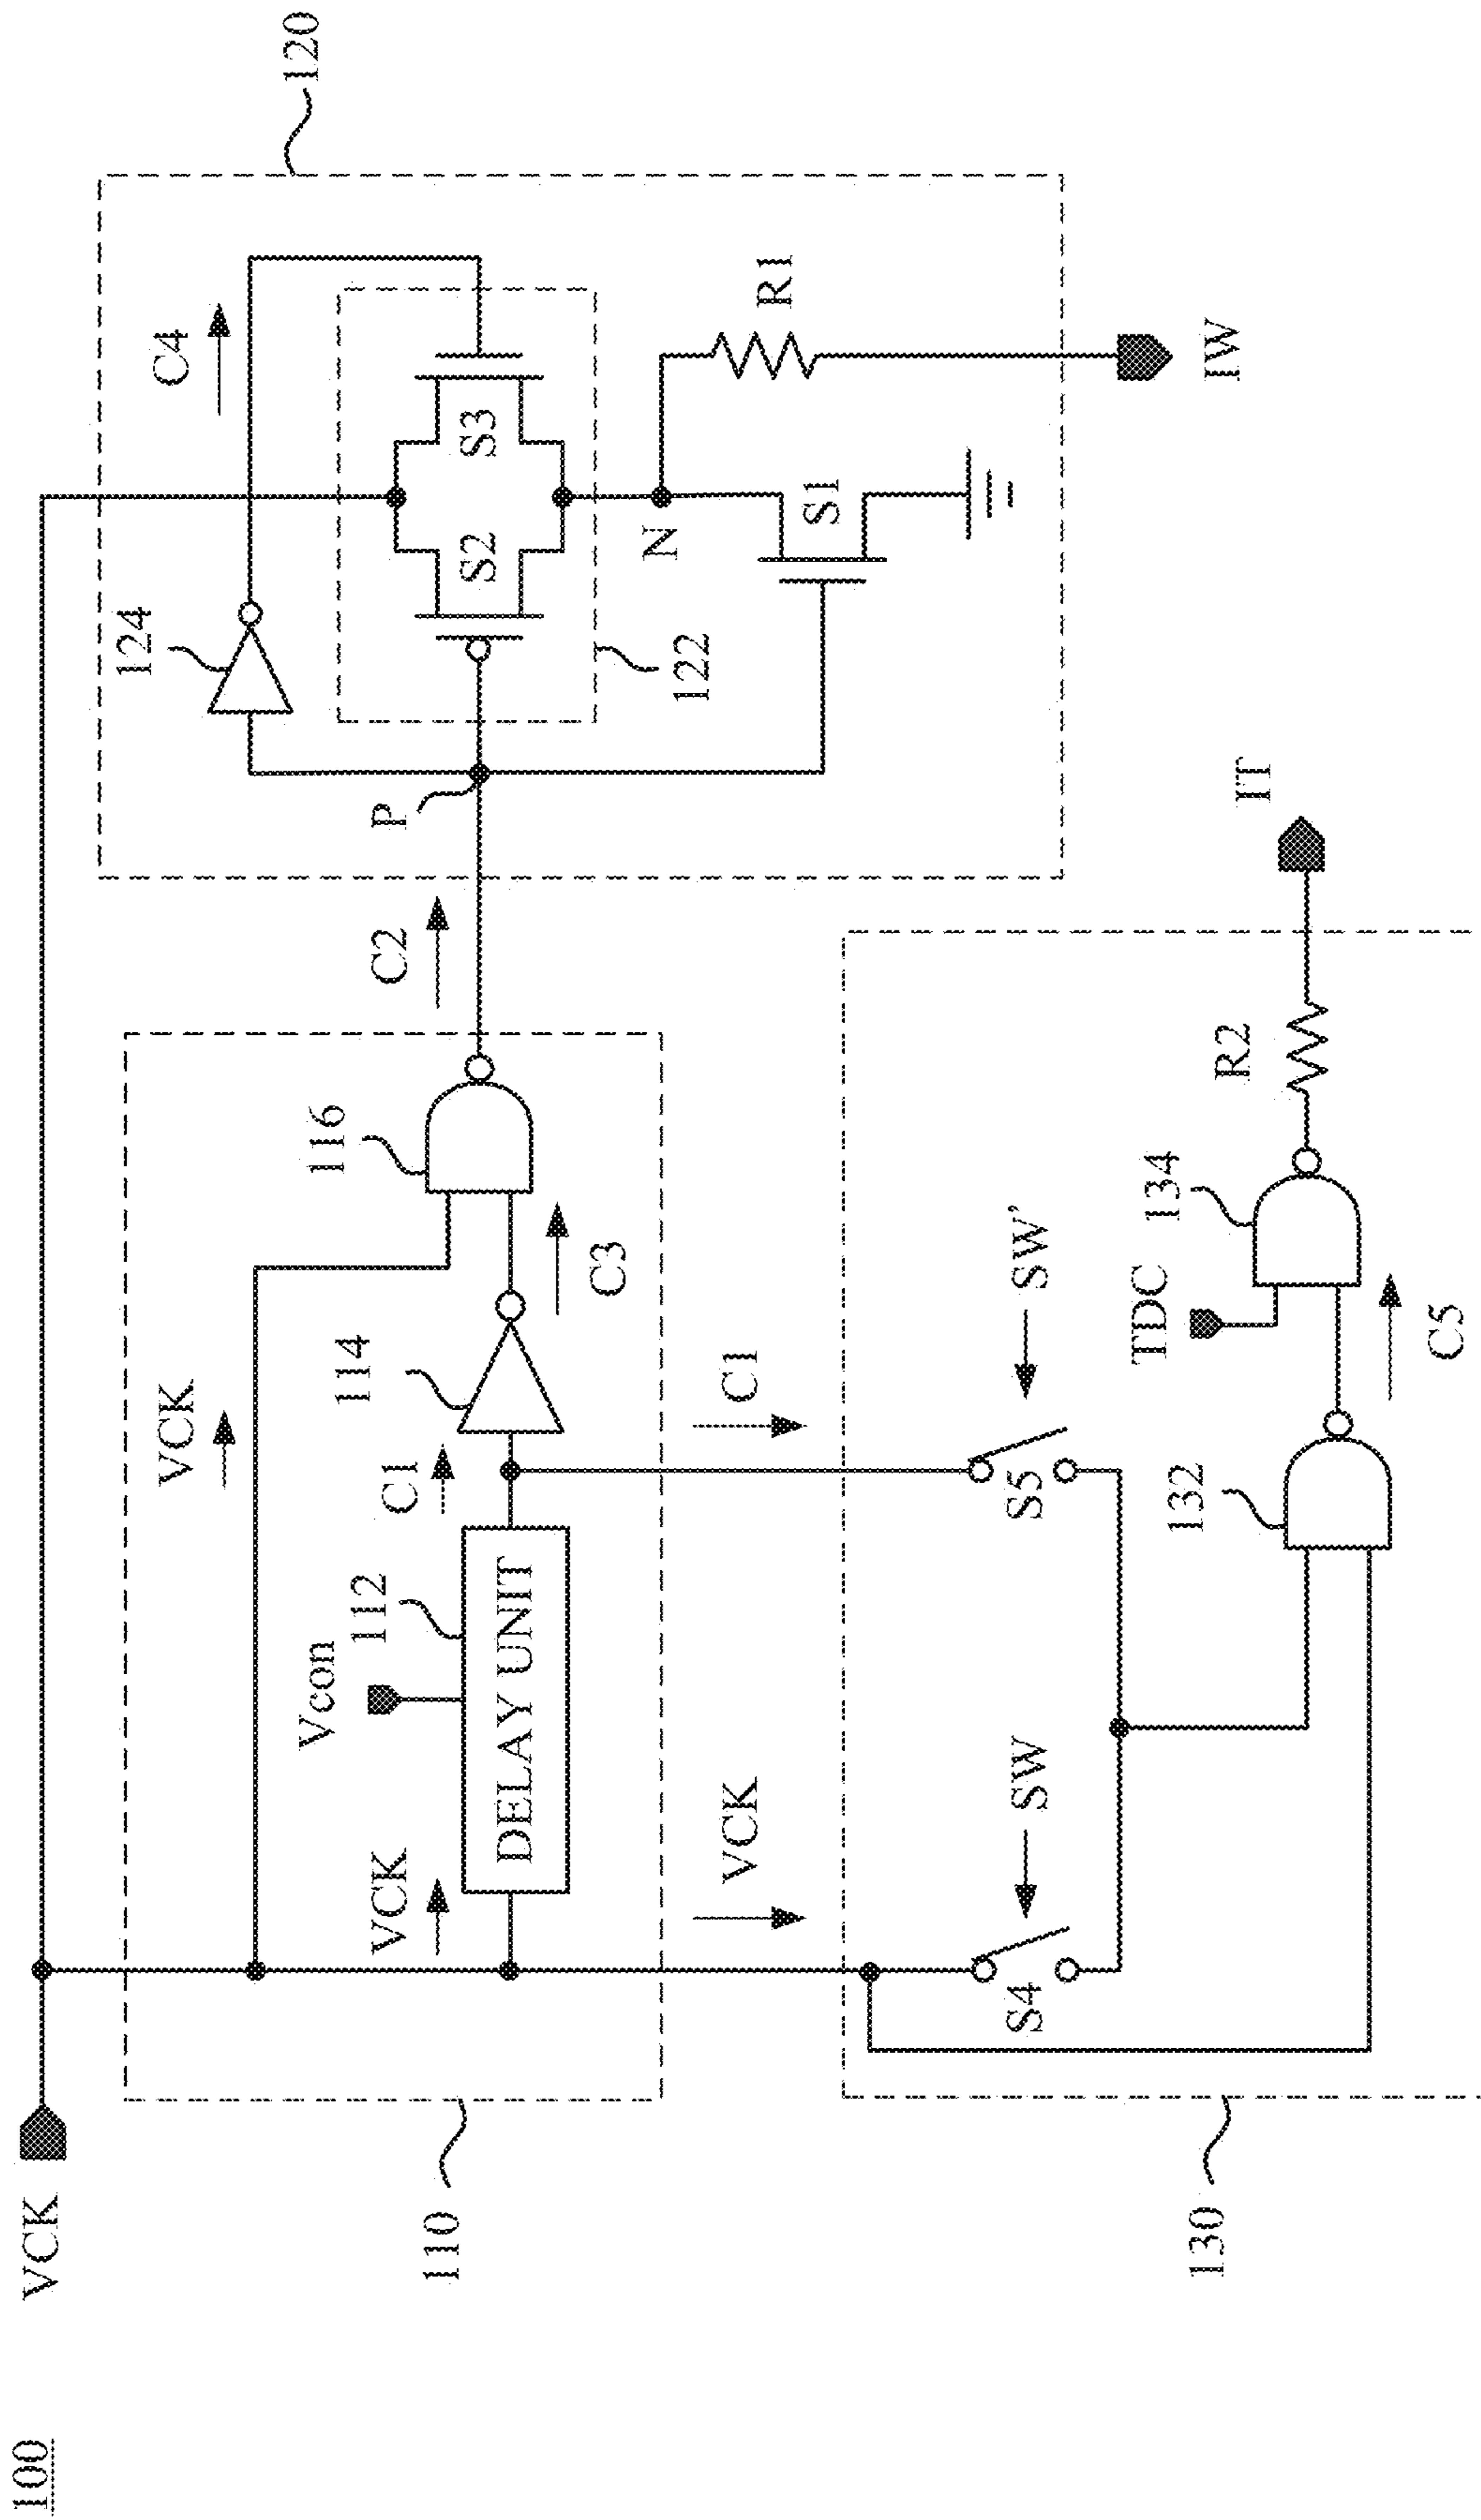 100
VCK
110
VCK
VCK
Vcon
112
DELAY UNIT
C1
114
C3
116
C2
P
124
C4
120
S2
S3
122
N
S1
R1
IW
VCK
C1
130
S4
SW
S5
SW'
132
C5
TDC
134
R2
IT